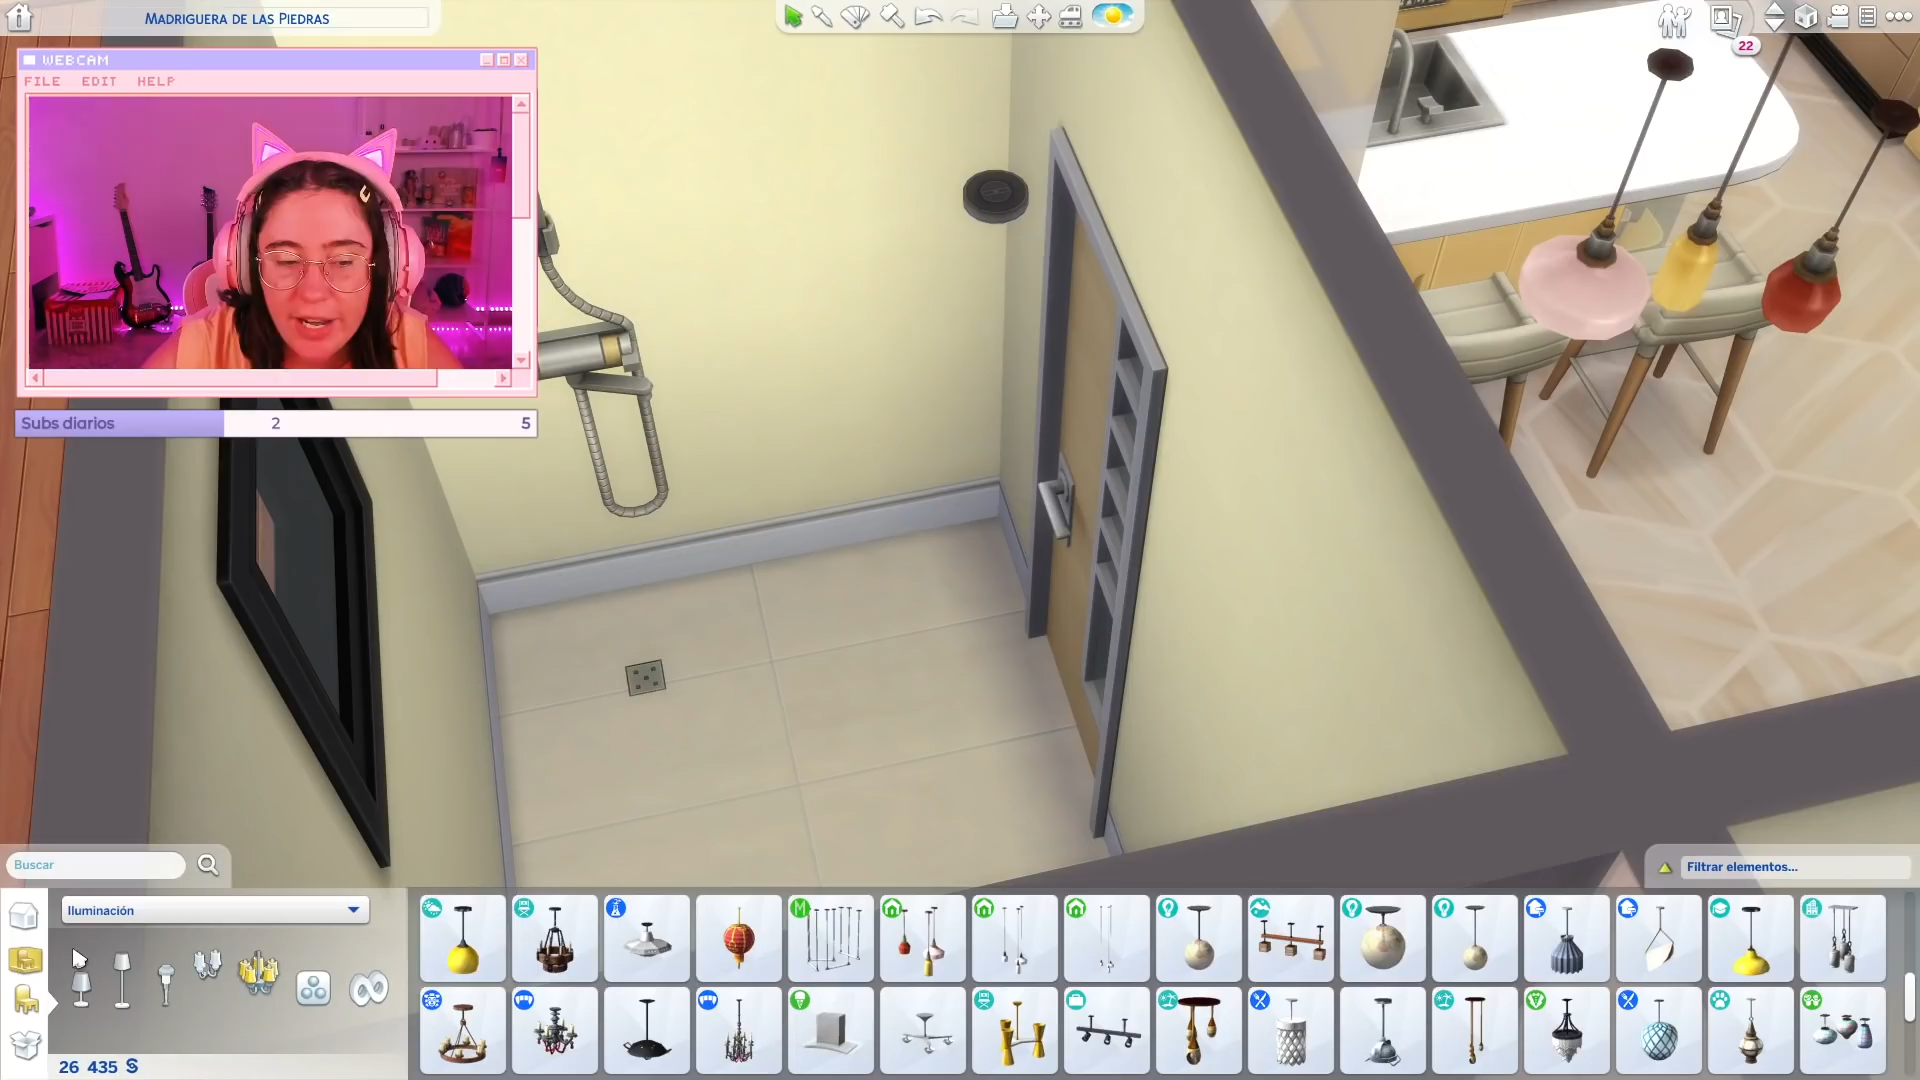 Madriguera de las Piedras
22
WEBCAM
FILE EDIT HELP
Subs diarios 2 5
Buscar
Filtrar elementos...
Iluminación
26 435 S